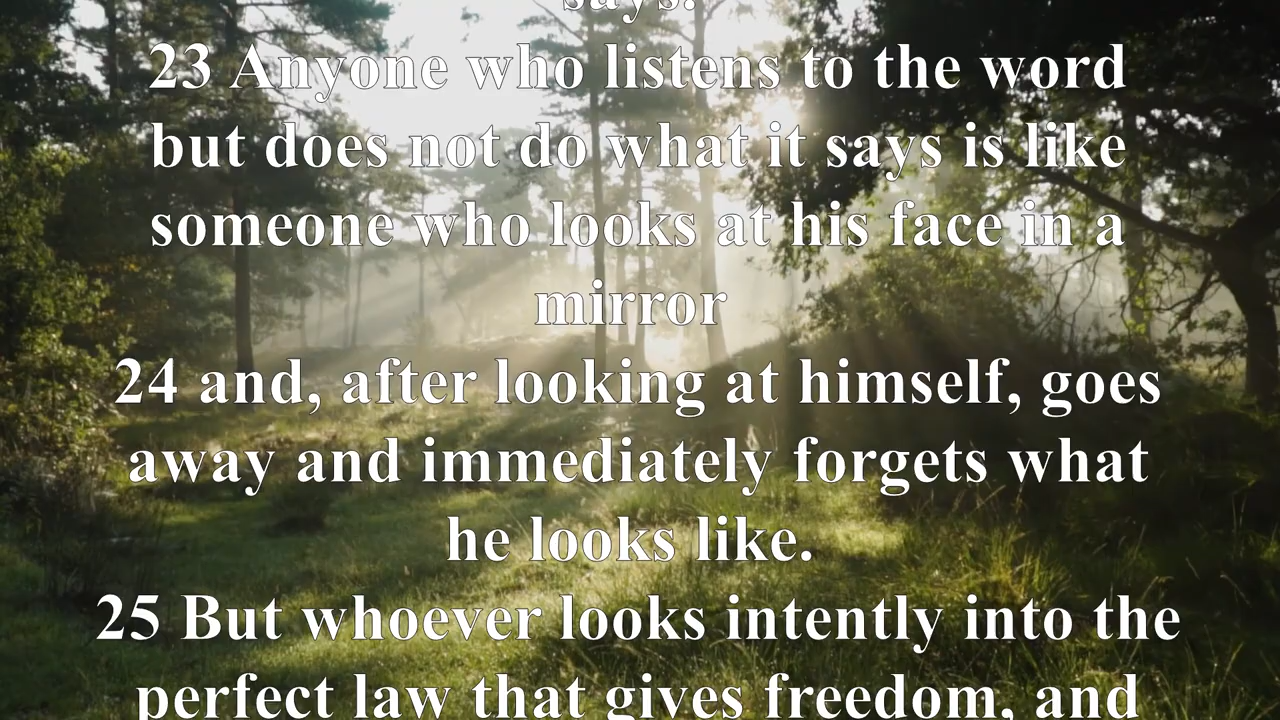 says.
23 Anyone who listens to the word
but does not do what it says is like
someone who looks at his face in a
mirror
24 and, after looking at himself, goes
away and immediately forgets what
he looks like.
25 But whoever looks intently into the
perfect law that gives freedom, and